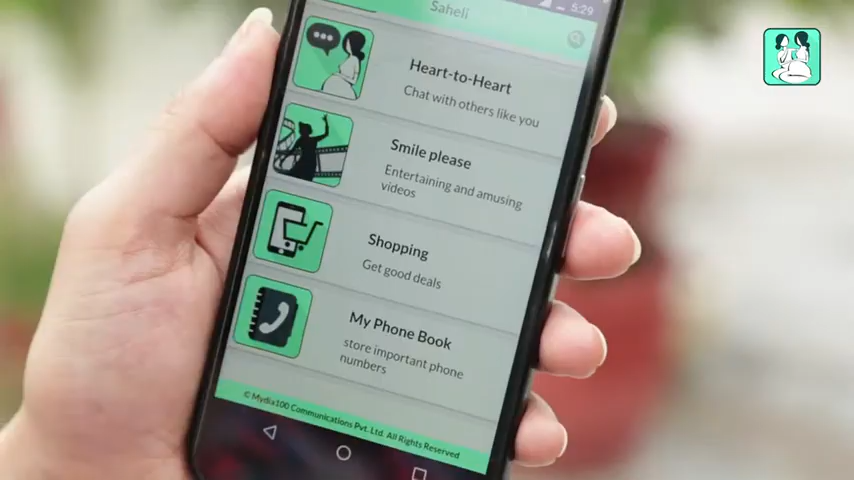 Saheli
5:29
Heart-to-Heart
Chat with others like you
Smile please
Entertaining and amusing
videos
Shopping
Get good deals
My Phone Book
store important phone
numbers
© Mydix100 Communications Pvt. Ltd. All Rights Reserved